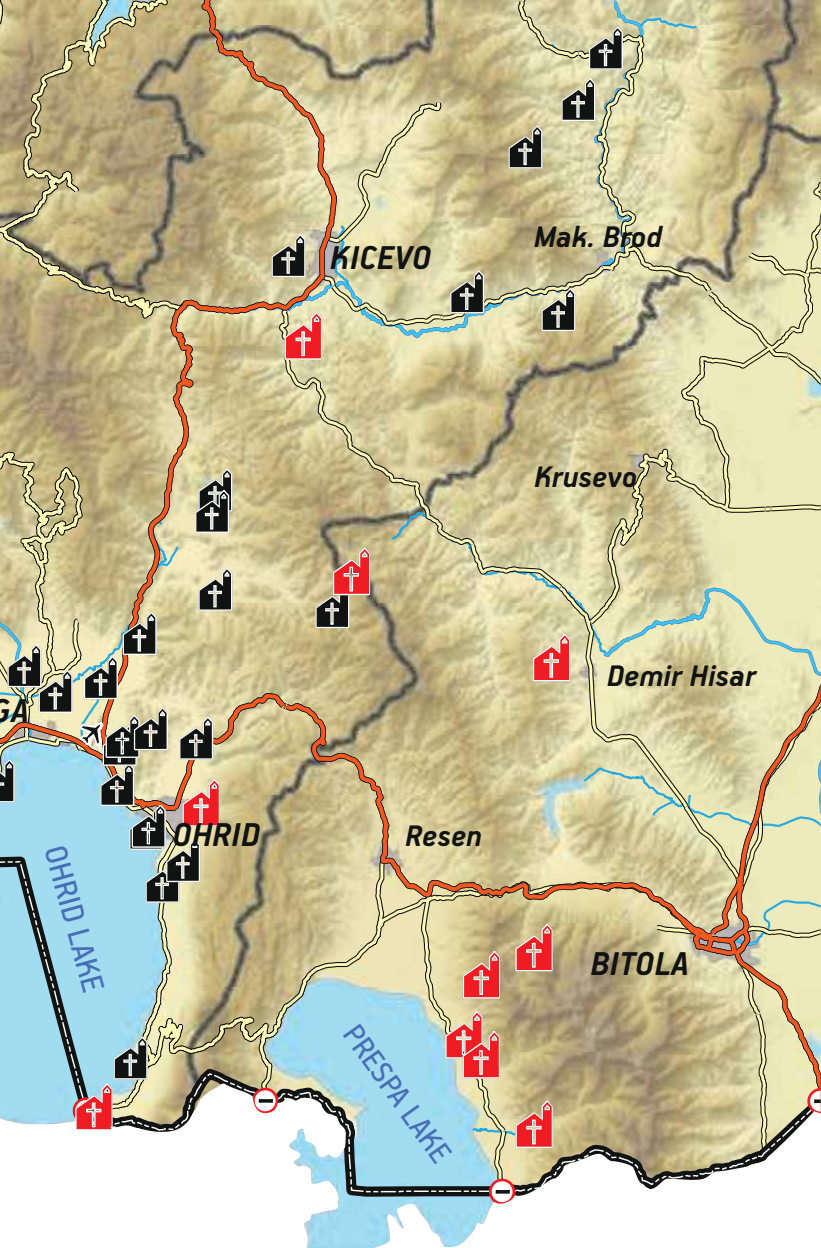 Mak. Brod
KICEVO
Krusevo
Demir Hisar
GA
OHRID
Resen
OHRID LAKE
BITOLA
PRESPA LAKE